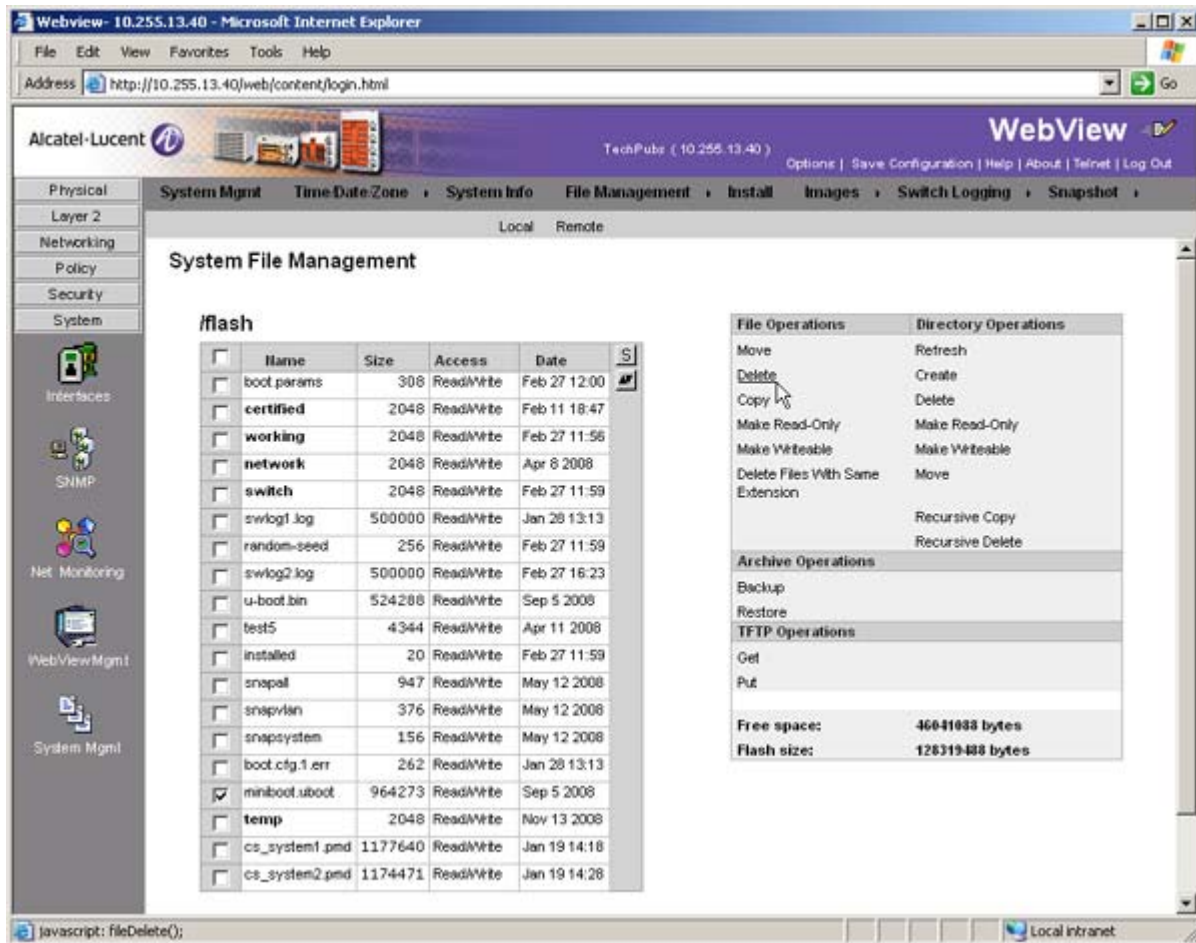 Webview- 10.255.13.40 - Microsoft Internet Explorer
File Edit View Favorites Tools Help
Address http://10.255.13.40/web/content/login.html Go
Alcatel-Lucent
TechPubs ( 10.255.13.40 )
WebView
Options | Save Configuration | Help | About | Telnet | Log Out
Physical
Layer 2
Networking
Policy
Security
System
Interfaces
SNMP
Net Monitoring
WebViewMgmt
System Mgmt
System Mgmt Time/Date/Zone System Info File Management Install Images Switch Logging Snapshot
Local Remote
System File Management
/flash
Name Size Access Date S
boot.params 308 Read/Write Feb 27 12:00
certified 2048 Read/Write Feb 11 18:47
working 2048 Read/Write Feb 27 11:56
network 2048 Read/Write Apr 8 2008
switch 2048 Read/Write Feb 27 11:59
swlog1.log 500000 Read/Write Jan 28 13:13
random-seed 256 Read/Write Feb 27 11:59
swlog2.log 500000 Read/Write Feb 27 16:23
u-boot.bin 524288 Read/Write Sep 5 2008
test5 4344 Read/Write Apr 11 2008
installed 20 Read/Write Feb 27 11:59
snapall 947 Read/Write May 12 2008
snapvlan 376 Read/Write May 12 2008
snapsystem 156 Read/Write May 12 2008
boot.cfg.1.err 262 Read/Write Jan 28 13:13
miniboot.uboot 964273 Read/Write Sep 5 2008
temp 2048 Read/Write Nov 13 2008
cs_system1.pmd 1177640 Read/Write Jan 19 14:18
cs_system2.pmd 1174471 Read/Write Jan 19 14:28
File Operations Directory Operations
Move Refresh
Delete Create
Copy Delete
Make Read-Only Make Read-Only
Make Writeable Make Writeable
Delete Files With Same Move
Extension
Recursive Copy
Recursive Delete
Archive Operations
Backup
Restore
TFTP Operations
Get
Put
Free space: 46041088 bytes
Flash size: 128319488 bytes
javascript: fileDelete();
Local intranet